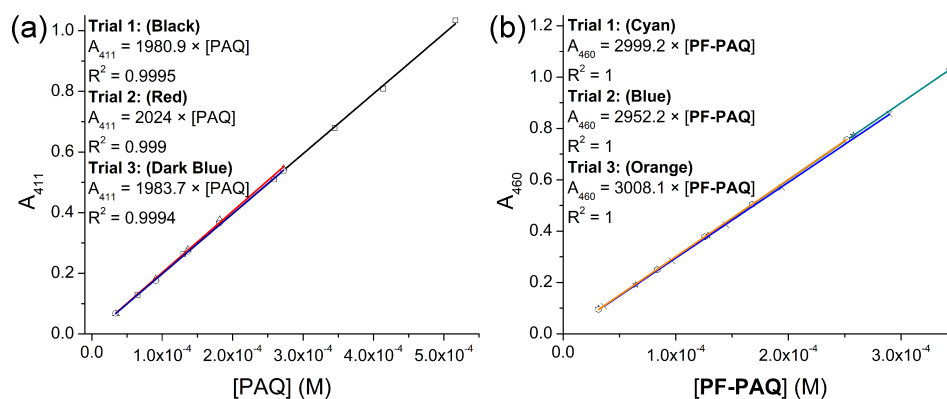 (a)
Trial 1: (Black)
A411 = 1980.9 × [PAQ]
R2 = 0.9995
Trial 2: (Red)
A411 = 2024 × [PAQ]
R2 = 0.999
Trial 3: (Dark Blue)
A411 = 1983.7 × [PAQ]
R2 = 0.9994
A411
1.0
0.8
0.6
0.4
0.2
0.0
0.0 1.0x10-4 2.0x10-4 3.0x10-4 4.0x10-4 5.0x10-4
[PAQ] (M)
(b)
Trial 1: (Cyan)
A460 = 2999.2 × [PF-PAQ]
R2 = 1
Trial 2: (Blue)
A460 = 2952.2 × [PF-PAQ]
R2 = 1
Trial 3: (Orange)
A460 = 3008.1 × [PF-PAQ]
R2 = 1
A460
1.2
1.0
0.8
0.6
0.4
0.2
0.0
0.0 1.0x10-4 2.0x10-4 3.0x10-4
[PF-PAQ] (M)